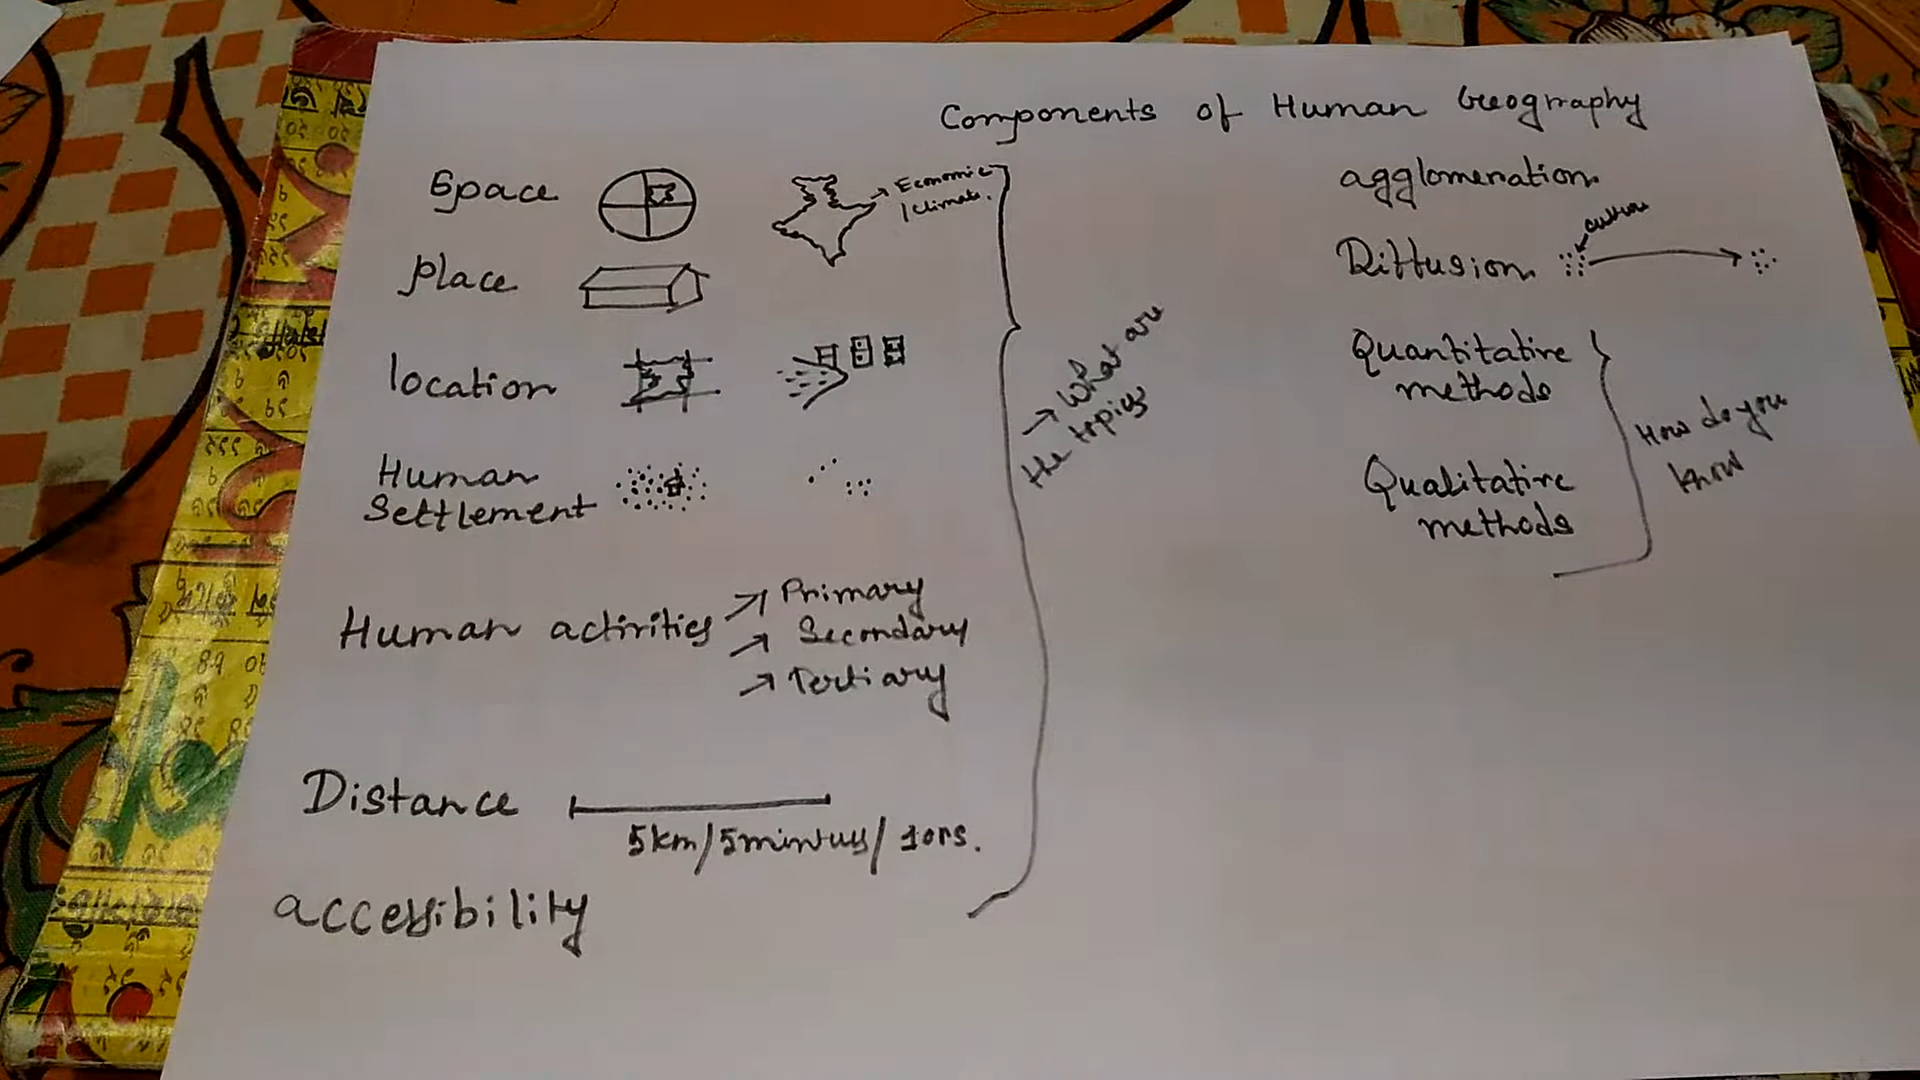 Components of Human Geography
Space
Economic
/climate.
Place
location
Human
Settlement
Human activities
Primary
Secondary
Tertiary
Distance
5km/5mintus/10rs.
accessibility
→ What are
the topics
agglomeration
culture
Diffusion
Quantitative
methods
Qualitative
methods
How do you
know